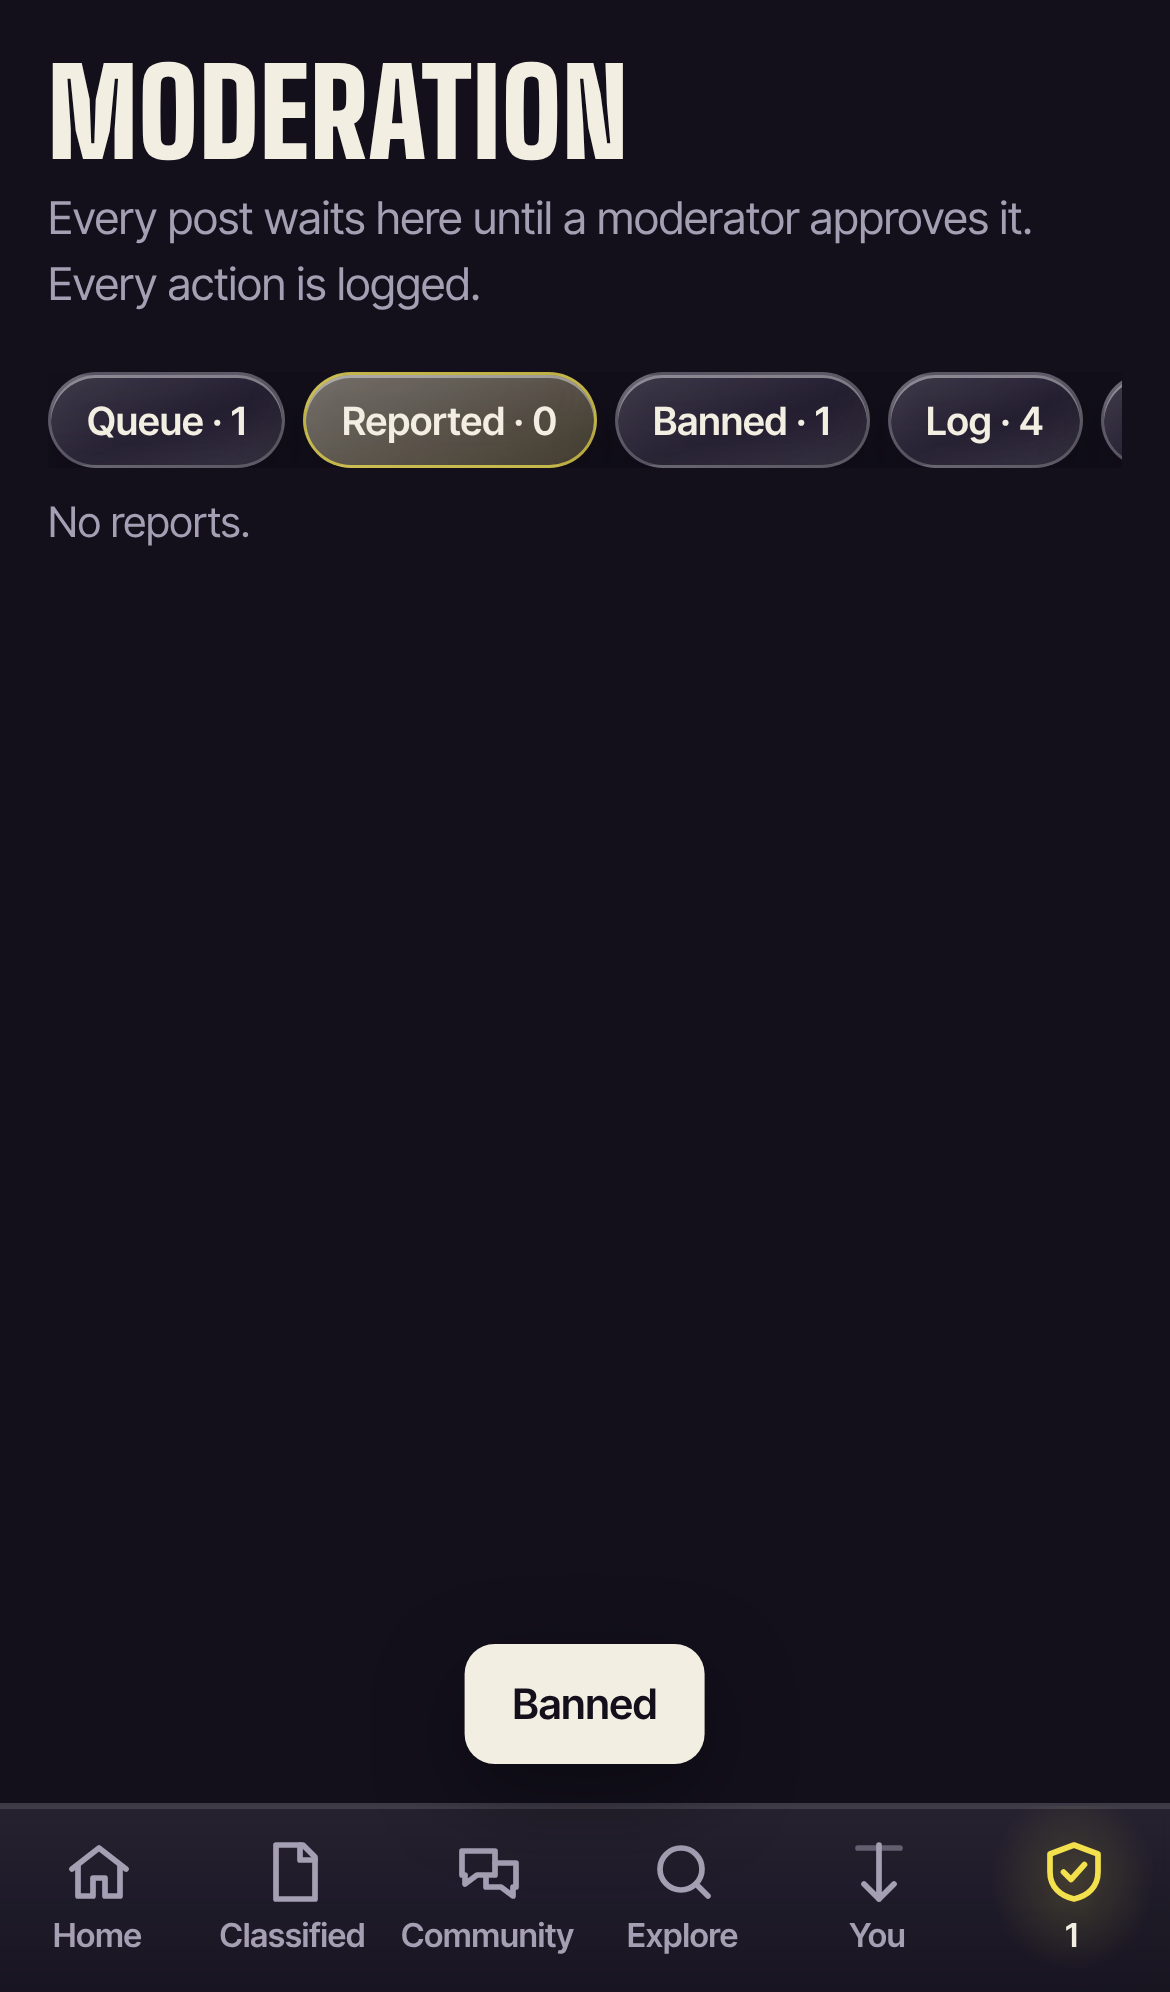 MODERATION
Every post waits here until a moderator approves it.
Every action is logged.
Queue · 1
Reported · 0
Banned · 1
Log · 4
No reports.
Banned
Home
Classified
Community
Explore
You
1